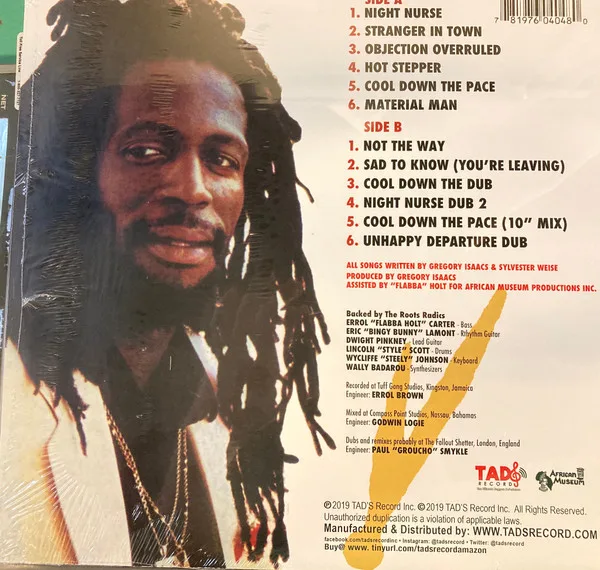 SIDE A
1. NIGHT NURSE
2. STRANGER IN TOWN
3. OBJECTION OVERRULED
4. HOT STEPPER
5. COOL DOWN THE PACE
6. MATERIAL MAN
SIDE B
1. NOT THE WAY
2. SAD TO KNOW (YOU'RE LEAVING)
3. COOL DOWN THE DUB
4. NIGHT NURSE DUB 2
5. COOL DOWN THE PACE (10" MIX)
6. UNHAPPY DEPARTURE DUB
ALL SONGS WRITTEN BY GREGORY ISAACS & SYLVESTER WEISE
PRODUCED BY GREGORY ISAACS
ASSISTED BY "FLABBA" HOLT FOR AFRICAN MUSEUM PRODUCTIONS INC.
Backed by The Roots Radics
ERROL "FLABBA HOLT" CARTER - Bass
ERIC "BINGY BUNNY" LAMONT - Rhythm Guitar
DWIGHT PINKNEY - Lead Guitar
LINCOLN "STYLE" SCOTT - Drums
WYCLIFFE "STEELY" JOHNSON - Keyboard
WALLY BADAROU - Synthesizers
Recorded at Tuff Gong Studios, Kingston, Jamaica
Engineer: ERROL BROWN
Mixed at Compass Point Studios, Nassau, Bahamas
Engineer: GODWIN LOGIE
Dubs and remixes probably at The Fallout Shelter, London, England
Engineer: PAUL "GROUCHO" SMYKLE
TADS RECORD
AFRICAN MUSEUM
℗2019 TAD'S Record Inc. ©2019 TAD'S Record Inc. All Rights Reserved.
Unauthorized duplication is a violation of applicable laws.
Manufactured & Distributed by: WWW.TADSRECORD.COM
facebook.com/tadsrecordinc • Instagram: @tadsrecord • Twitter: @tadsrecord
Buy@ www. tinyurl.com/tadsrecordamazon
7 81976 04048 0
NET